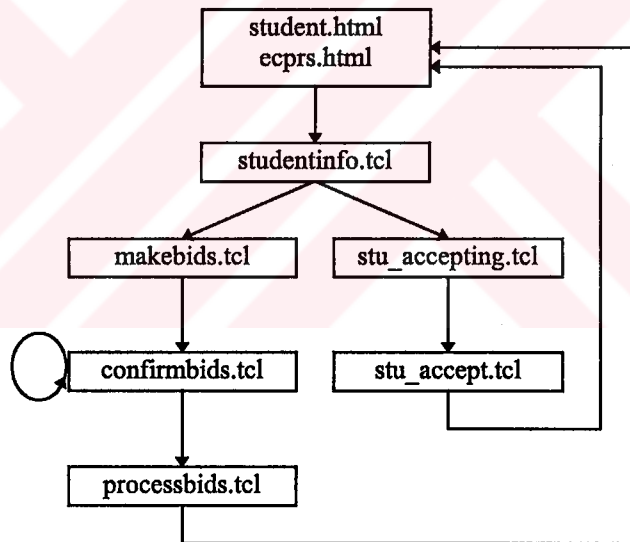 student.html
ecprs.html
studentinfo.tcl
makebids.tcl
stu_accepting.tcl
confirmbids.tcl
stu_accept.tcl
processbids.tcl